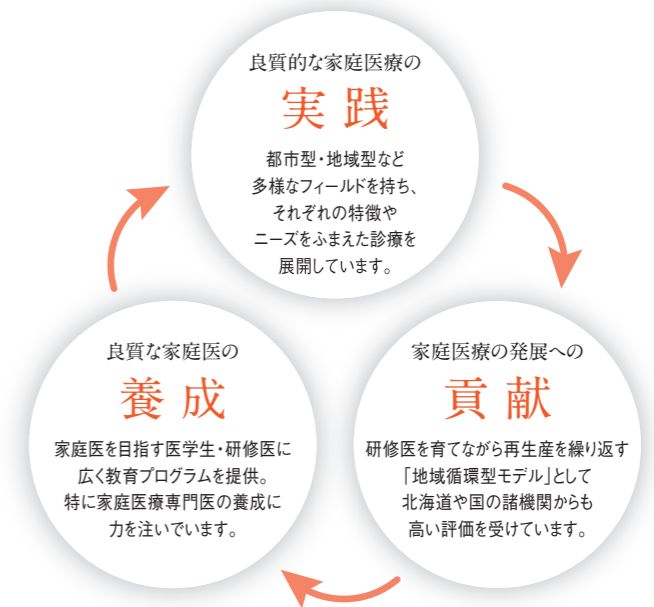 良質的な家庭医療の
実践
都市型・地域型など
多様なフィールドを持ち、
それぞれの特徴や
ニーズをふまえた診療を
展開しています。
良質な家庭医の
養成
家庭医を目指す医学生・研修医に
広く教育プログラムを提供。
特に家庭医療専門医の養成に
力を注いでいます。
家庭医療の発展への
貢献
研修医を育てながら再生産を繰り返す
「地域循環型モデル」として
北海道や国の諸機関からも
高い評価を受けています。